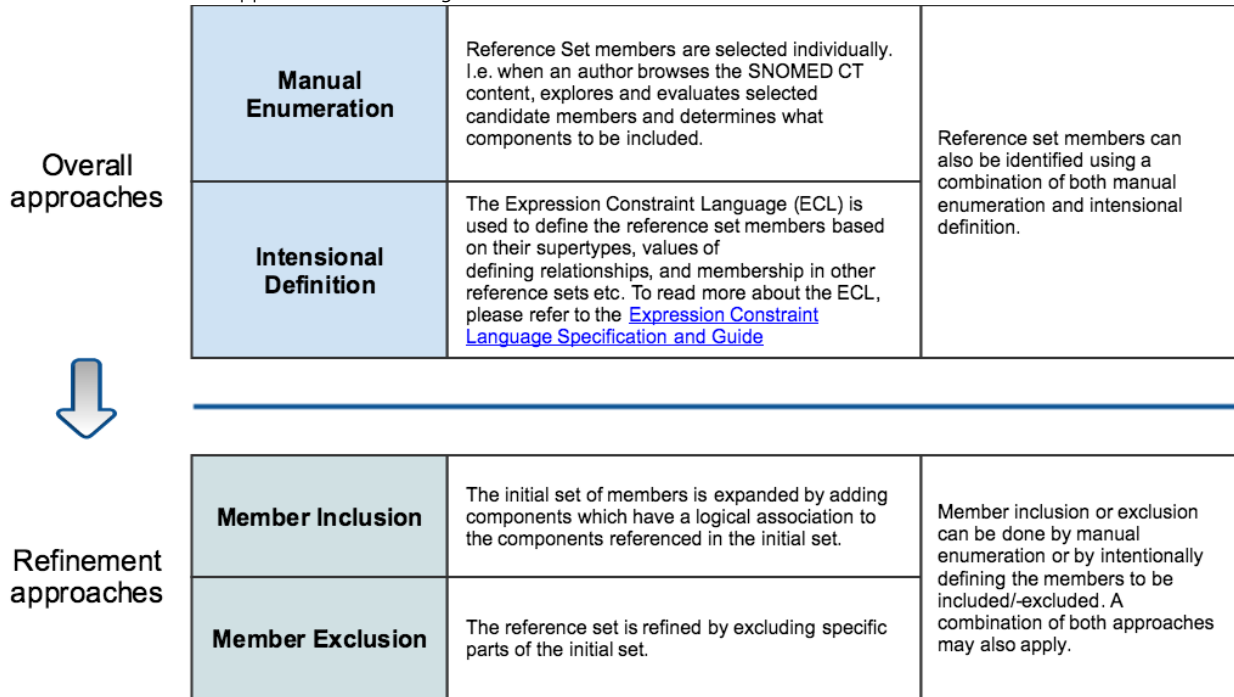 Overall
approaches
Manual
Enumeration
Reference Set members are selected individually.
I.e. when an author browses the SNOMED CT
content, explores and evaluates selected
candidate members and determines what
components to be included.
Reference set members can
also be identified using a
combination of both manual
enumeration and intensional
definition.
Intensional
Definition
The Expression Constraint Language (ECL) is
used to define the reference set members based
on their supertypes, values of
defining relationships, and membership in other
reference sets etc. To read more about the ECL,
please refer to the Expression Constraint
Language Specification and Guide
Refinement
approaches
Member Inclusion
The initial set of members is expanded by adding
components which have a logical association to
the components referenced in the initial set.
Member inclusion or exclusion
can be done by manual
enumeration or by intentionally
defining the members to be
included/-excluded. A
combination of both approaches
may also apply.
Member Exclusion
The reference set is refined by excluding specific
parts of the initial set.